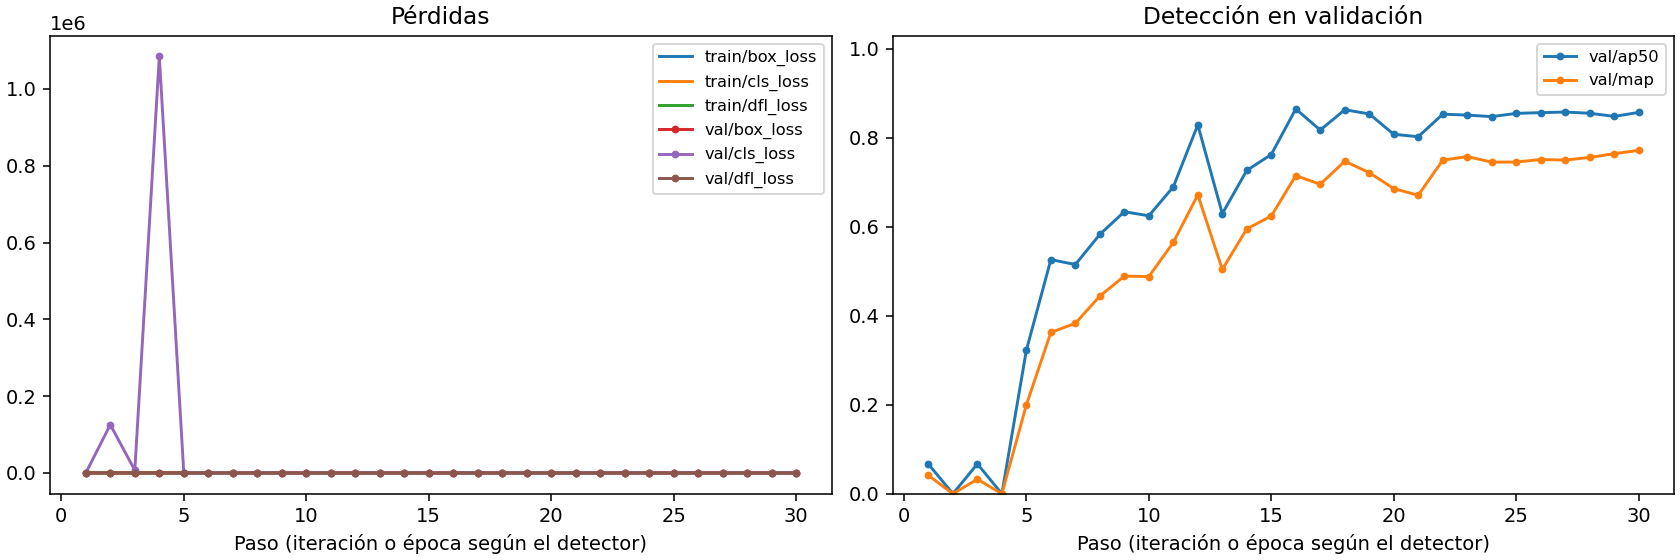 Pérdidas
1e6
1.0
0.8
0.6
0.4
0.2
0.0
0 5 10 15 20 25 30
Paso (iteración o época según el detector)
train/box_loss
train/cls_loss
train/dfl_loss
val/box_loss
val/cls_loss
val/dfl_loss
Detección en validación
1.0
0.8
0.6
0.4
0.2
0.0
0 5 10 15 20 25 30
Paso (iteración o época según el detector)
val/ap50
val/map